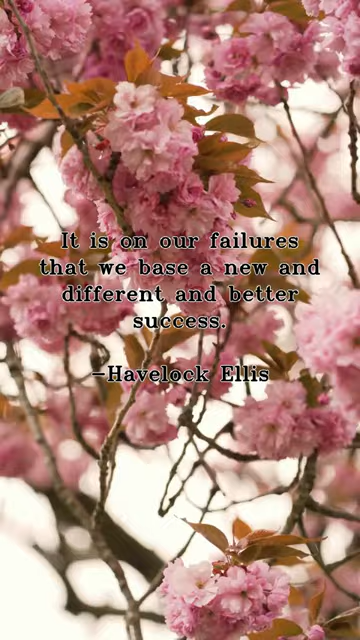 It is on our failures
that we base a new and
different and better
success.
—Havelock Ellis